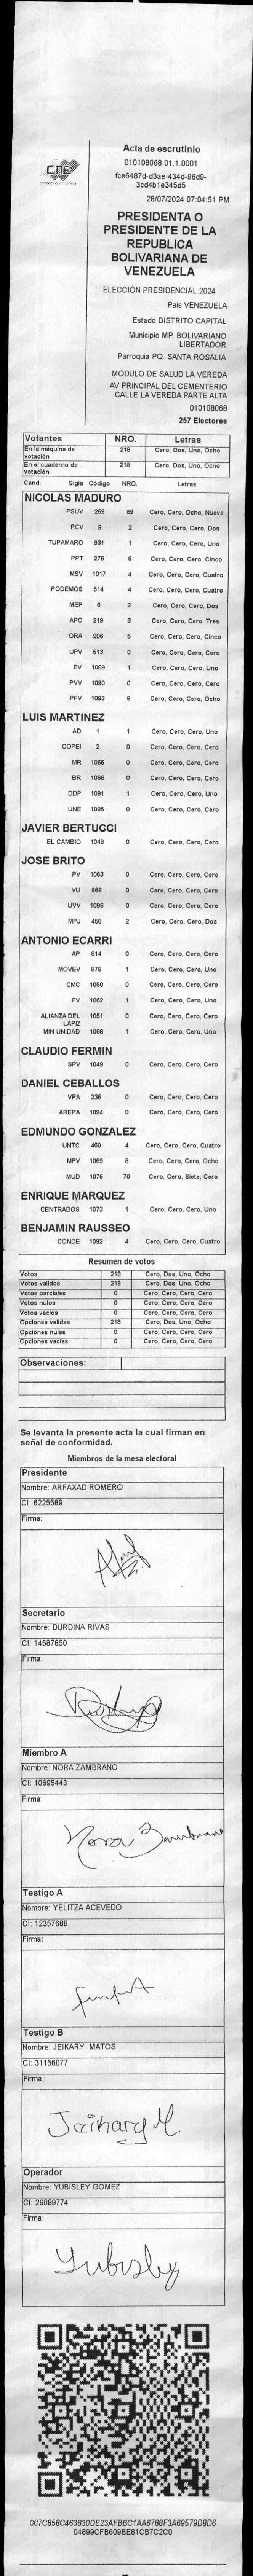 CNE
Acta de escrutinio
010108068.01.1.0001
fce6487d-d3ae-434d-96d9-
3cd4b1e345d5
28/07/2024 07:04:51 PM
PRESIDENTA O
PRESIDENTE DE LA
REPUBLICA
BOLIVARIANA DE
VENEZUELA
ELECCIÓN PRESIDENCIAL 2024
Pais VENEZUELA
Estado DISTRITO CAPITAL
Municipio MP. BOLIVARIANO
LIBERTADOR
Parroquia PQ. SANTA ROSALIA
MODULO DE SALUD LA VEREDA
AV PRINCIPAL DEL CEMENTERIO
CALLE LA VEREDA PARTE ALTA
010108068
257 Electores
Votantes NRO. Letras
En la máquina de votación 218 Cero, Dos, Uno, Ocho
En el cuaderno de votación 218 Cero, Dos, Uno, Ocho
Cand. Sigla Código NRO. Letras
NICOLAS MADURO
PSUV 269 89 Cero, Cero, Ocho, Nueve
PCV 9 2 Cero, Cero, Cero, Dos
TUPAMARO 931 1 Cero, Cero, Cero, Uno
PPT 276 5 Cero, Cero, Cero, Cinco
MSV 1017 4 Cero, Cero, Cero, Cuatro
PODEMOS 514 4 Cero, Cero, Cero, Cuatro
MEP 6 2 Cero, Cero, Cero, Dos
APC 219 3 Cero, Cero, Cero, Tres
ORA 906 5 Cero, Cero, Cero, Cinco
UPV 513 0 Cero, Cero, Cero, Cero
EV 1089 1 Cero, Cero, Cero, Uno
PVV 1090 0 Cero, Cero, Cero, Cero
PFV 1093 8 Cero, Cero, Cero, Ocho
LUIS MARTINEZ
AD 1 1 Cero, Cero, Cero, Uno
COPEI 2 0 Cero, Cero, Cero, Cero
MR 1065 0 Cero, Cero, Cero, Cero
BR 1066 0 Cero, Cero, Cero, Cero
DDP 1091 1 Cero, Cero, Cero, Uno
UNE 1095 0 Cero, Cero, Cero, Cero
JAVIER BERTUCCI
EL CAMBIO 1048 0 Cero, Cero, Cero, Cero
JOSE BRITO
PV 1053 0 Cero, Cero, Cero, Cero
VU 868 0 Cero, Cero, Cero, Cero
UVV 1096 0 Cero, Cero, Cero, Cero
MPJ 458 2 Cero, Cero, Cero, Dos
ANTONIO ECARRI
AP 814 0 Cero, Cero, Cero, Cero
MOVEV 978 1 Cero, Cero, Cero, Uno
CMC 1050 0 Cero, Cero, Cero, Cero
FV 1062 1 Cero, Cero, Cero, Uno
ALIANZA DEL LAPIZ 1051 0 Cero, Cero, Cero, Cero
MIN UNIDAD 1068 1 Cero, Cero, Cero, Uno
CLAUDIO FERMIN
SPV 1049 0 Cero, Cero, Cero, Cero
DANIEL CEBALLOS
VPA 236 0 Cero, Cero, Cero, Cero
AREPA 1094 0 Cero, Cero, Cero, Cero
EDMUNDO GONZALEZ
UNTC 460 4 Cero, Cero, Cero, Cuatro
MPV 1069 8 Cero, Cero, Cero, Ocho
MUD 1075 70 Cero, Cero, Siete, Cero
ENRIQUE MARQUEZ
CENTRADOS 1073 1 Cero, Cero, Cero, Uno
BENJAMIN RAUSSEO
CONDE 1092 4 Cero, Cero, Cero, Cuatro
Resumen de votos
Votos 218 Cero, Dos, Uno, Ocho
Votos validos 218 Cero, Dos, Uno, Ocho
Votos parciales 0 Cero, Cero, Cero, Cero
Votos nulos 0 Cero, Cero, Cero, Cero
Votos vacios 0 Cero, Cero, Cero, Cero
Opciones validas 218 Cero, Dos, Uno, Ocho
Opciones nulas 0 Cero, Cero, Cero, Cero
Opciones vacias 0 Cero, Cero, Cero, Cero
Observaciones:
Se levanta la presente acta la cual firman en
señal de conformidad.
Miembros de la mesa electoral
Presidente
Nombre: ARFAXAD ROMERO
CI: 6225589
Firma:
Secretario
Nombre: DURDINA RIVAS
CI: 14587850
Firma:
Miembro A
Nombre: NORA ZAMBRANO
CI: 10695443
Firma:
Nora Zambrano
Testigo A
Nombre: YELITZA ACEVEDO
CI: 12357688
Firma:
Testigo B
Nombre: JEIKARY MATOS
CI: 31156077
Firma:
Jeikary M.
Operador
Nombre: YUBISLEY GOMEZ
CI: 26089774
Firma:
Yubisley
007C858C463830DE23AFBBC1AA6788F3A69579D8D6
04899CFB609BE81CB7C2C0